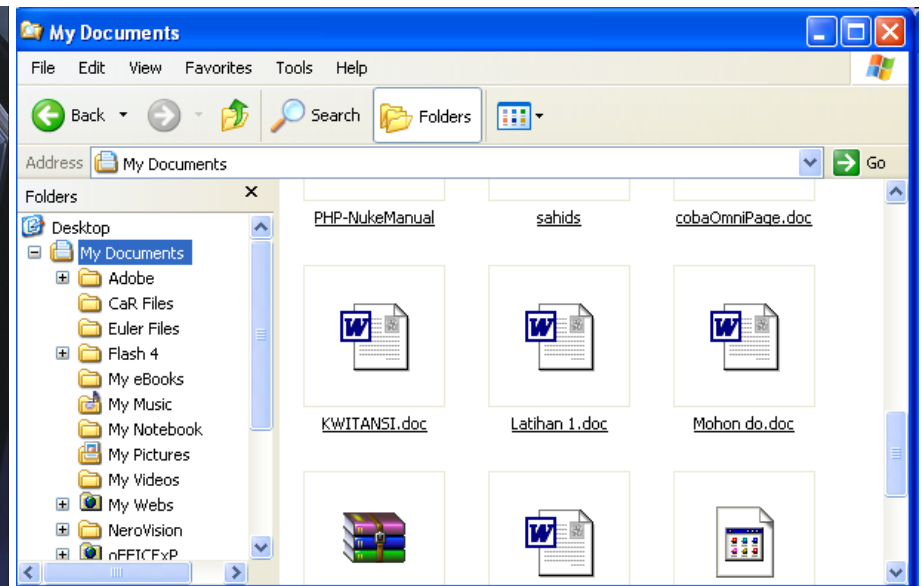 My Documents
File Edit View Favorites Tools Help
Back Search Folders
Address My Documents Go
Folders
Desktop
My Documents
Adobe
CaR Files
Euler Files
Flash 4
My eBooks
My Music
My Notebook
My Pictures
My Videos
My Webs
NeroVision
PHP-NukeManual sahids cobaOmniPage.doc
KWITANSI.doc Latihan 1.doc Mohon do.doc